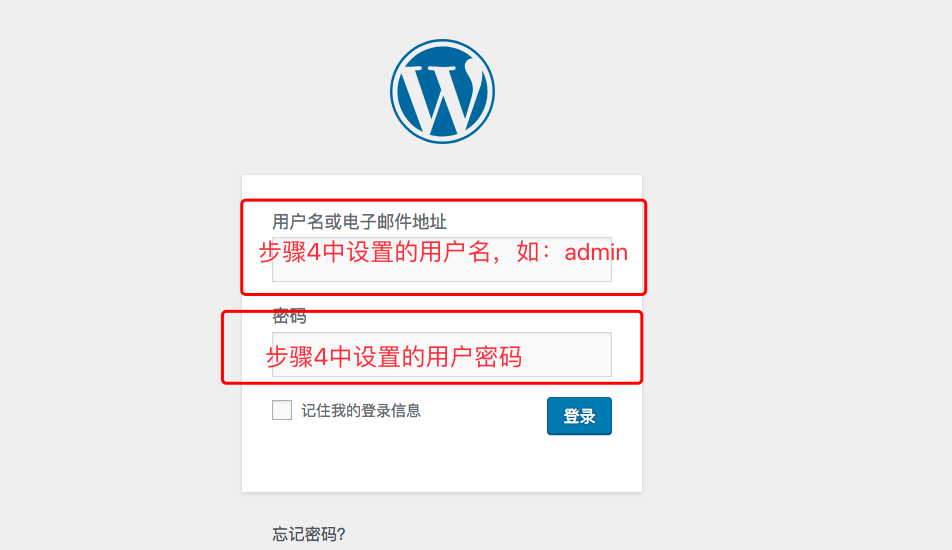 用户名或电子邮件地址
步骤4中设置的用户名，如：admin
密码
步骤4中设置的用户密码
记住我的登录信息
登录
忘记密码?